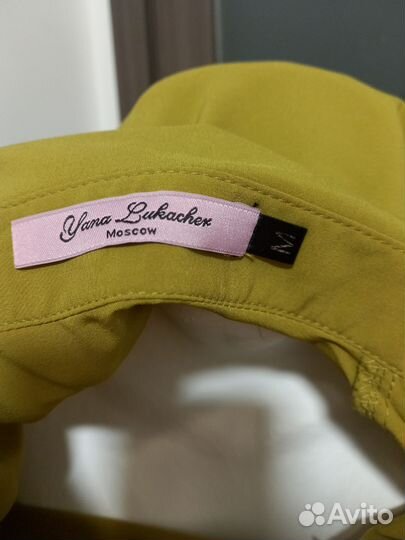 Yana Lukacher
Moscow
M
Avito